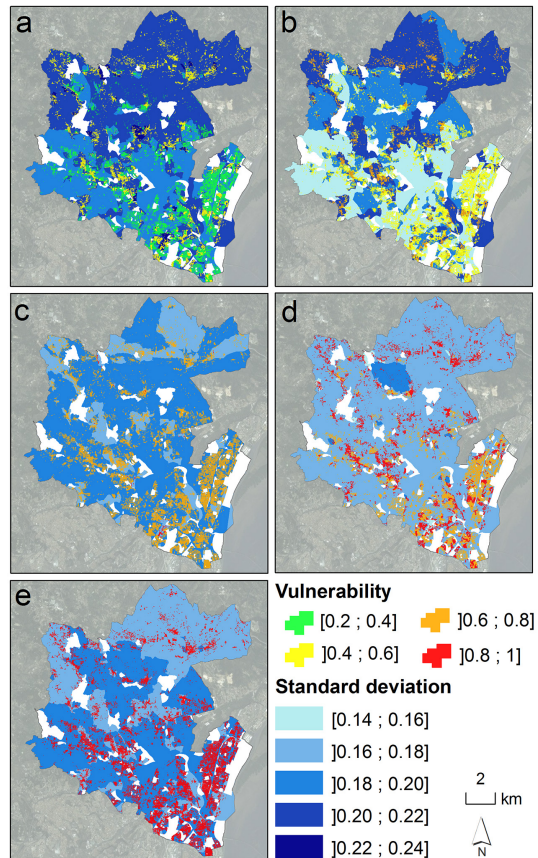 a
b
c
d
e
Vulnerability
[0.2 ; 0.4] ]0.6 ; 0.8]
]0.4 ; 0.6] ]0.8 ; 1]
Standard deviation
[0.14 ; 0.16]
]0.16 ; 0.18]
]0.18 ; 0.20]
]0.20 ; 0.22]
]0.22 ; 0.24]
2
km
N